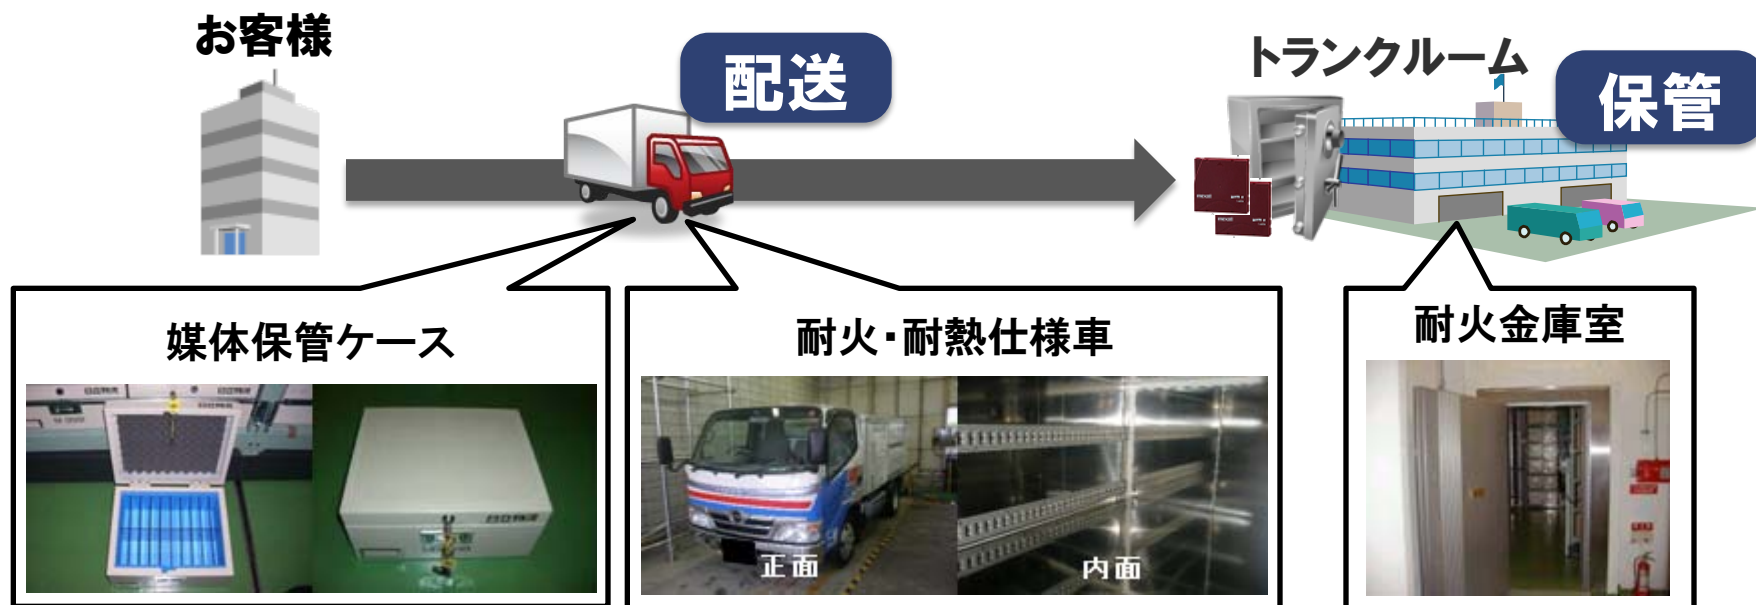 お客様
配送
トランクルーム
保管
媒体保管ケース
耐火・耐熱仕様車
耐火金庫室
正面
内面